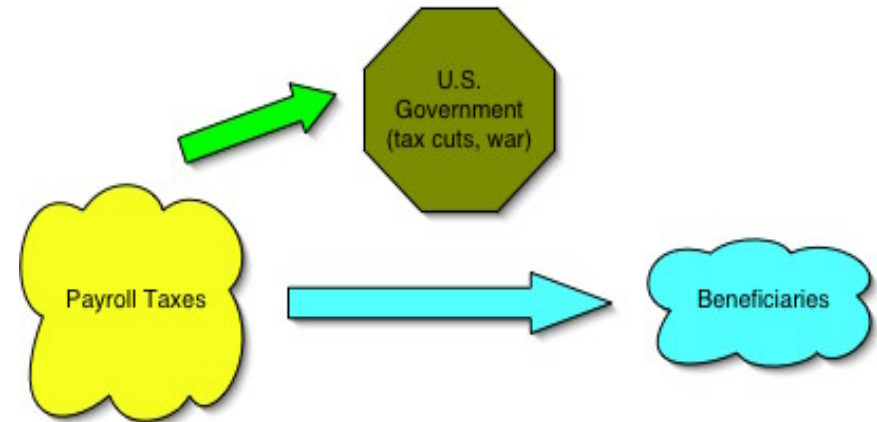 U.S.
Government
(tax cuts, war)
Payroll Taxes
Beneficiaries